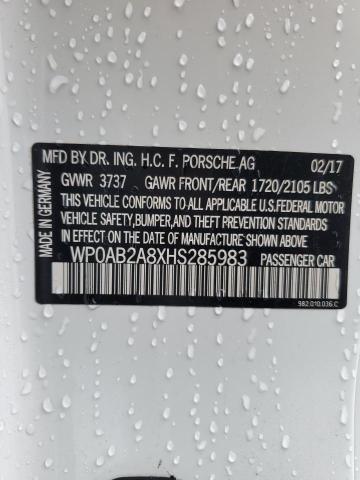 MFD BY DR. ING. H.C. F. PORSCHE AG 02/17
GVWR 3737 GAWR FRONT/REAR 1720/2105 LBS
THIS VEHICLE CONFORMS TO ALL APPLICABLE U.S.FEDERAL MOTOR
VEHICLE SAFETY,BUMPER,AND THEFT PREVENTION STANDARDS
IN EFFECT ON THE DATE OF MANUFACTURE SHOWN ABOVE.
WP0AB2A8XHS285983 PASSENGER CAR
982.010.036.C
MADE IN GERMANY